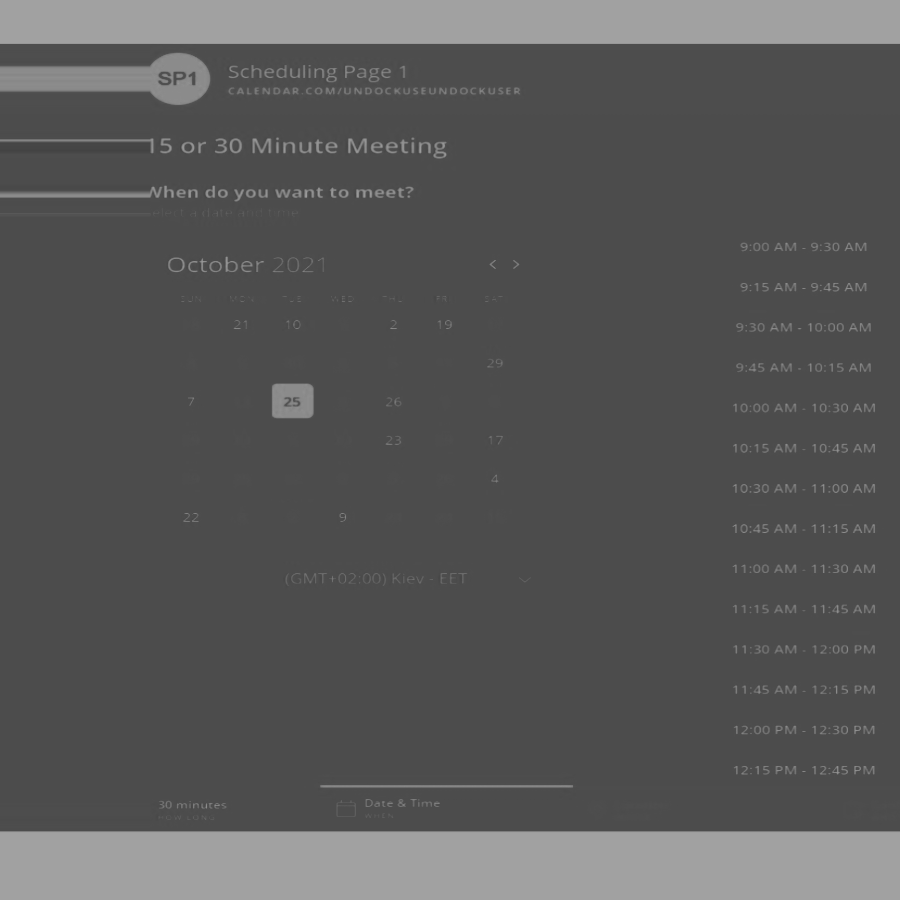 SP1
Scheduling Page 1
CALENDAR.COM/UNDOCKUSEUNDOCKUSER
15 or 30 Minute Meeting
When do you want to meet?
elect a date and time
October 2021
< >
SUN MON TUE WED THU FRI SAT
21 10 2 19
29
7 25 26
23 17
4
22 9
(GMT+02:00) Kiev - EET
9:00 AM - 9:30 AM
9:15 AM - 9:45 AM
9:30 AM - 10:00 AM
9:45 AM - 10:15 AM
10:00 AM - 10:30 AM
10:15 AM - 10:45 AM
10:30 AM - 11:00 AM
10:45 AM - 11:15 AM
11:00 AM - 11:30 AM
11:15 AM - 11:45 AM
11:30 AM - 12:00 PM
11:45 AM - 12:15 PM
12:00 PM - 12:30 PM
12:15 PM - 12:45 PM
30 minutes
HOW LONG
Date & Time
WHEN